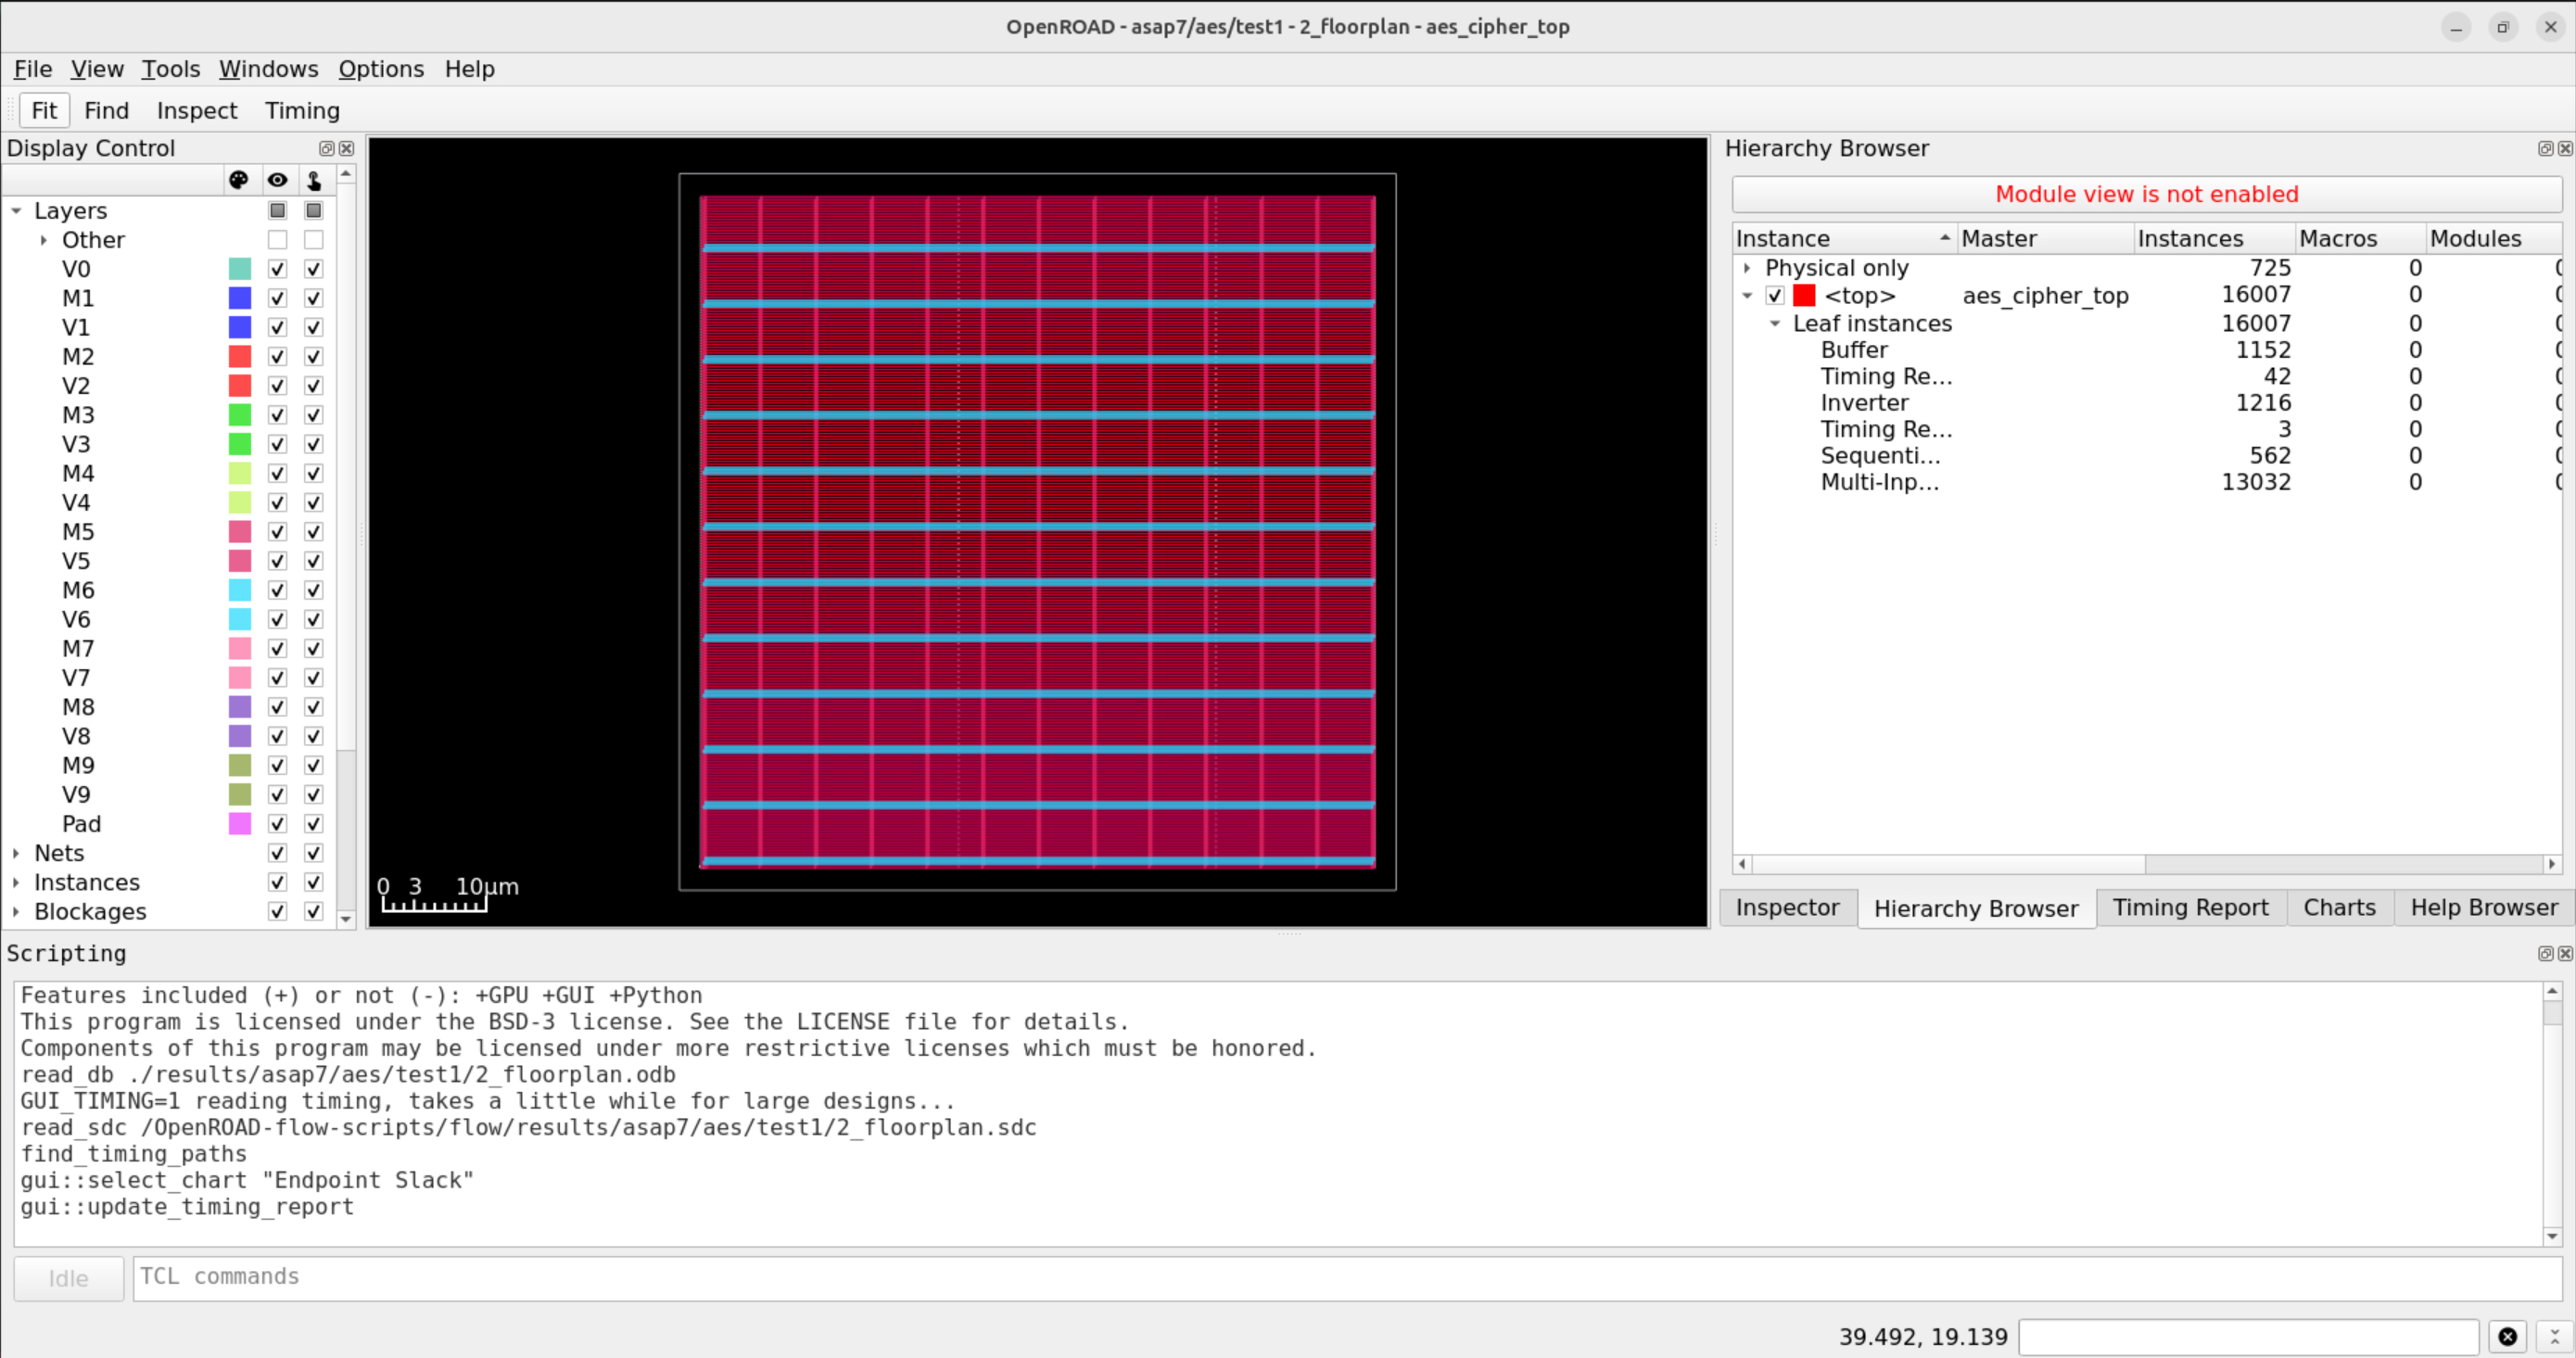 OpenROAD - asap7/aes/test1 - 2_floorplan - aes_cipher_top
File View Tools Windows Options Help
Fit Find Inspect Timing
Display Control
Layers
Other
V0
M1
V1
M2
V2
M3
V3
M4
V4
M5
V5
M6
V6
M7
V7
M8
V8
M9
V9
Pad
Nets
Instances
Blockages
0 3 10μm
Hierarchy Browser
Module view is not enabled
Instance Master Instances Macros Modules
Physical only 725 0 0
<top> aes_cipher_top 16007 0 0
Leaf instances 16007 0 0
Buffer 1152 0 0
Timing Re... 42 0 0
Inverter 1216 0 0
Timing Re... 3 0 0
Sequenti... 562 0 0
Multi-Inp... 13032 0 0
Inspector Hierarchy Browser Timing Report Charts Help Browser
Scripting
Features included (+) or not (-): +GPU +GUI +Python
This program is licensed under the BSD-3 license. See the LICENSE file for details.
Components of this program may be licensed under more restrictive licenses which must be honored.
read_db ./results/asap7/aes/test1/2_floorplan.odb
GUI_TIMING=1 reading timing, takes a little while for large designs...
read_sdc /OpenROAD-flow-scripts/flow/results/asap7/aes/test1/2_floorplan.sdc
find_timing_paths
gui::select_chart "Endpoint Slack"
gui::update_timing_report
Idle TCL commands
39.492, 19.139